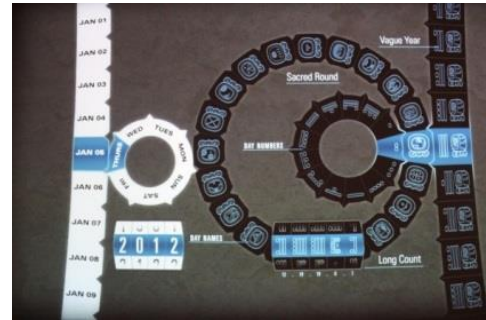 JAN 01
JAN 02
JAN 03
JAN 04
JAN 05
JAN 06
JAN 07
JAN 08
JAN 09
WED
TUES
MON
SUN
SAT
FRI
THURS
2012
Vague Year
Sacred Round
DAY NUMBERS
DAY NAMES
Long Count